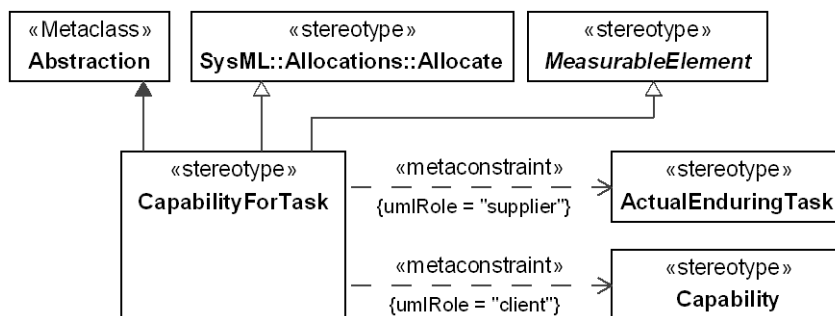 «Metaclass»
Abstraction
«stereotype»
SysML::Allocations::Allocate
«stereotype»
MeasurableElement
«stereotype»
CapabilityForTask
«metaconstraint»
{umlRole = "supplier"}
«stereotype»
ActualEnduringTask
«metaconstraint»
{umlRole = "client"}
«stereotype»
Capability